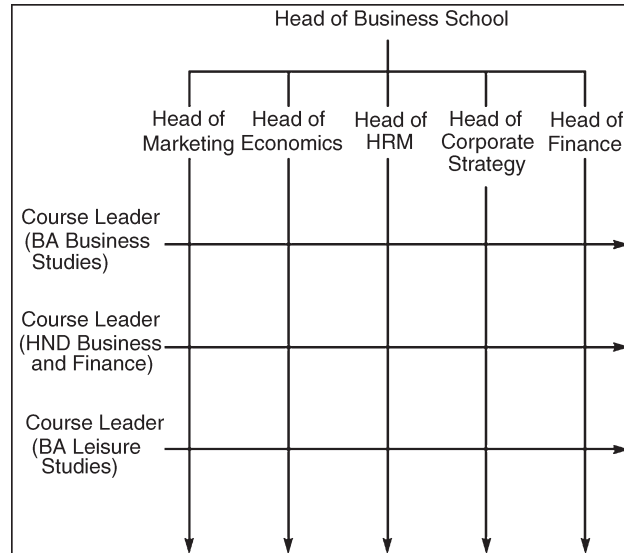 Head of Business School
Head of
Marketing
Head of
Economics
Head of
HRM
Head of
Corporate
Strategy
Head of
Finance
Course Leader
(BA Business
Studies)
Course Leader
(HND Business
and Finance)
Course Leader
(BA Leisure
Studies)